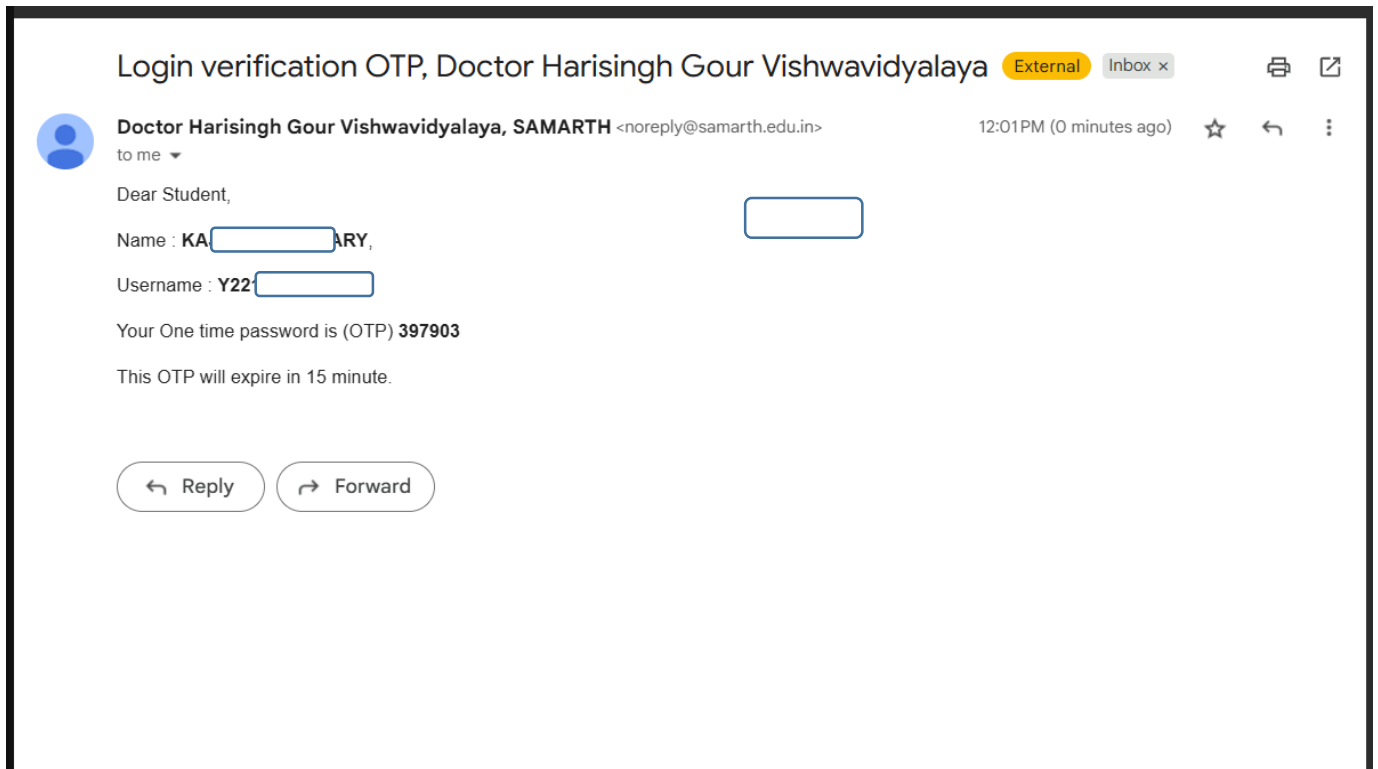 Login verification OTP, Doctor Harisingh Gour Vishwavidyalaya External Inbox ×
Doctor Harisingh Gour Vishwavidyalaya, SAMARTH <noreply@samarth.edu.in> 12:01 PM (0 minutes ago)
to me
Dear Student,
Name : KA ARY,
Username : Y221
Your One time password is (OTP) 397903
This OTP will expire in 15 minute.
Reply Forward